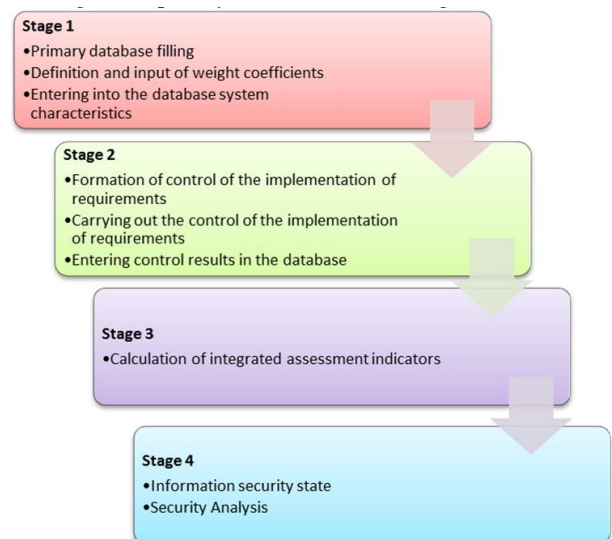 Stage 1
•Primary database filling
•Definition and input of weight coefficients
•Entering into the database system
characteristics
Stage 2
•Formation of control of the implementation of
requirements
•Carrying out the control of the implementation
of requirements
•Entering control results in the database
Stage 3
•Calculation of integrated assessment indicators
Stage 4
•Information security state
•Security Analysis